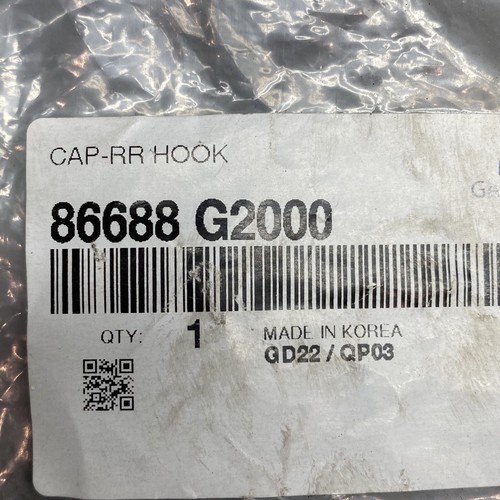 CAP-RR HOOK
86688 G2000
QTY: 1 MADE IN KOREA
GD22 / QP03